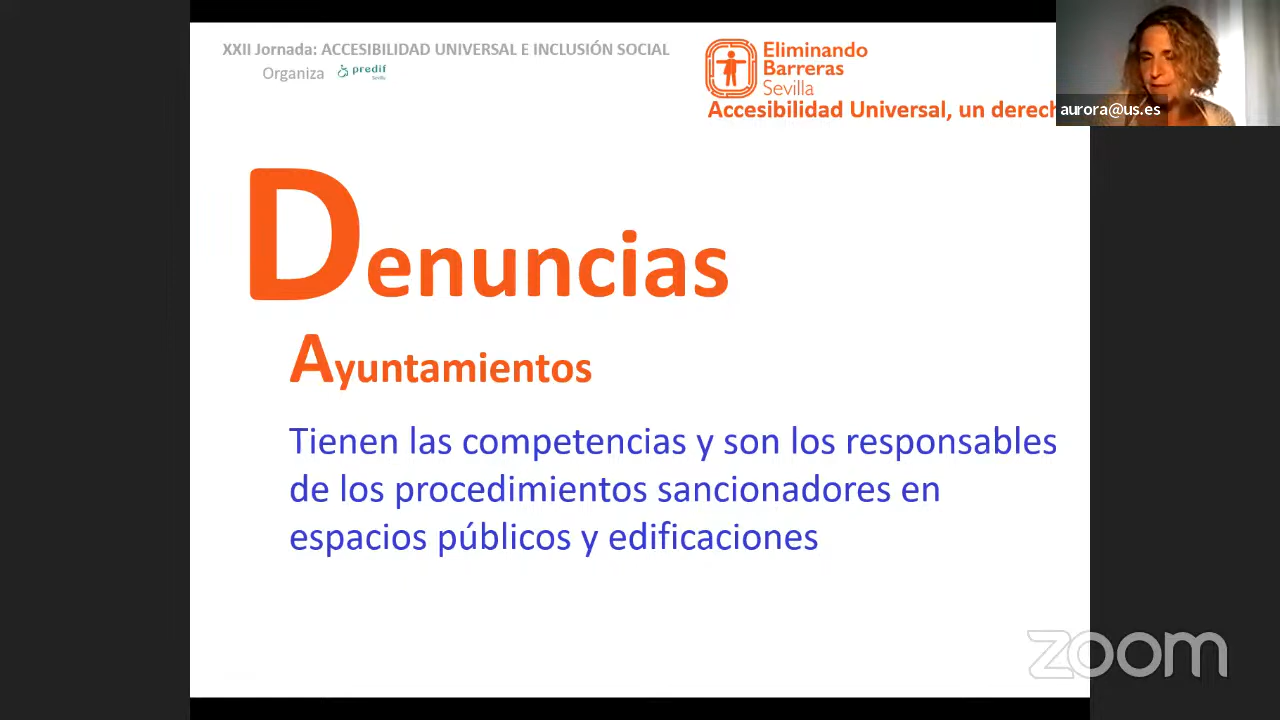 XXII Jornada: ACCESIBILIDAD UNIVERSAL E INCLUSIÓN SOCIAL
Organiza predif
Sevilla
Eliminando
Barreras
Sevilla
Accesibilidad Universal, un derech
aurora@us.es
Denuncias
Ayuntamientos
Tienen las competencias y son los responsables
de los procedimientos sancionadores en
espacios públicos y edificaciones
zoom